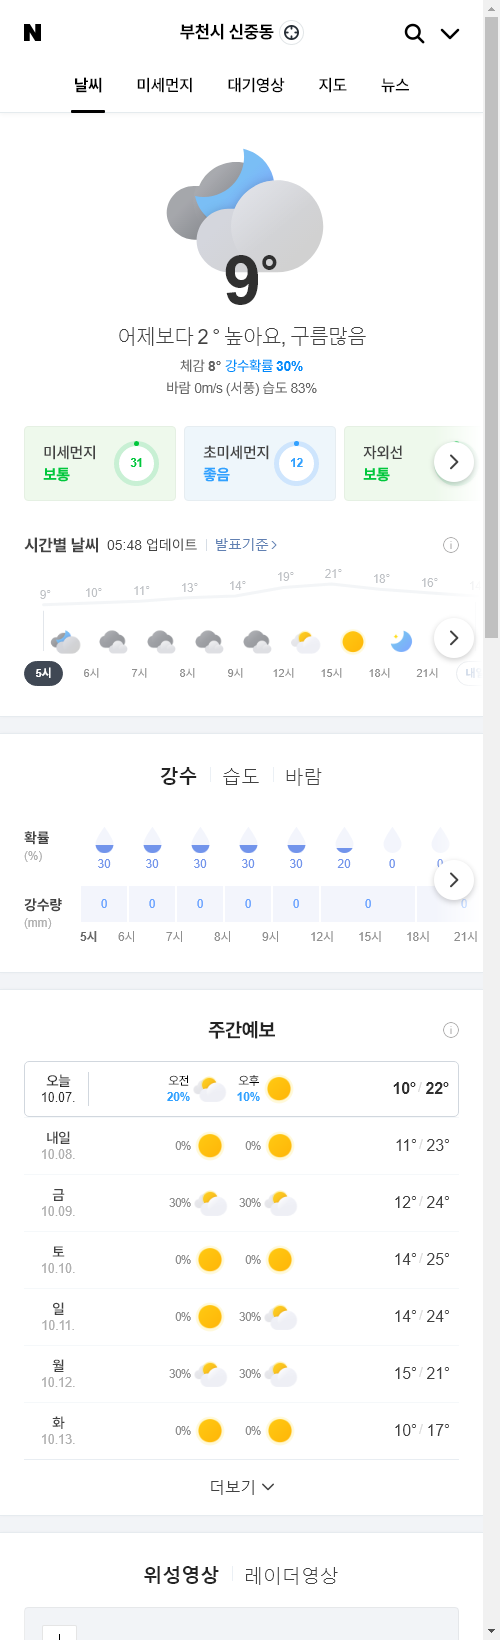 N 부천시 신중동
날씨 미세먼지 대기영상 지도 뉴스
9°
어제보다 2 ° 높아요, 구름많음
체감 8° 강수확률 30%
바람 0m/s (서풍) 습도 83%
미세먼지 보통 31
초미세먼지 좋음 12
자외선 보통
시간별 날씨 05:48 업데이트 발표기준
9° 10° 11° 13° 14° 19° 21° 18° 16°
5시 6시 7시 8시 9시 12시 15시 18시 21시
강수 습도 바람
확률
(%)
30 30 30 30 30 20 0 0
강수량
(mm)
0 0 0 0 0 0 0
5시 6시 7시 8시 9시 12시 15시 18시 21시
주간예보
오늘 10.07. 오전 20% 오후 10% 10° / 22°
내일 10.08. 0% 0% 11° / 23°
금 10.09. 30% 30% 12° / 24°
토 10.10. 0% 0% 14° / 25°
일 10.11. 0% 30% 14° / 24°
월 10.12. 30% 30% 15° / 21°
화 10.13. 0% 0% 10° / 17°
더보기
위성영상 레이더영상